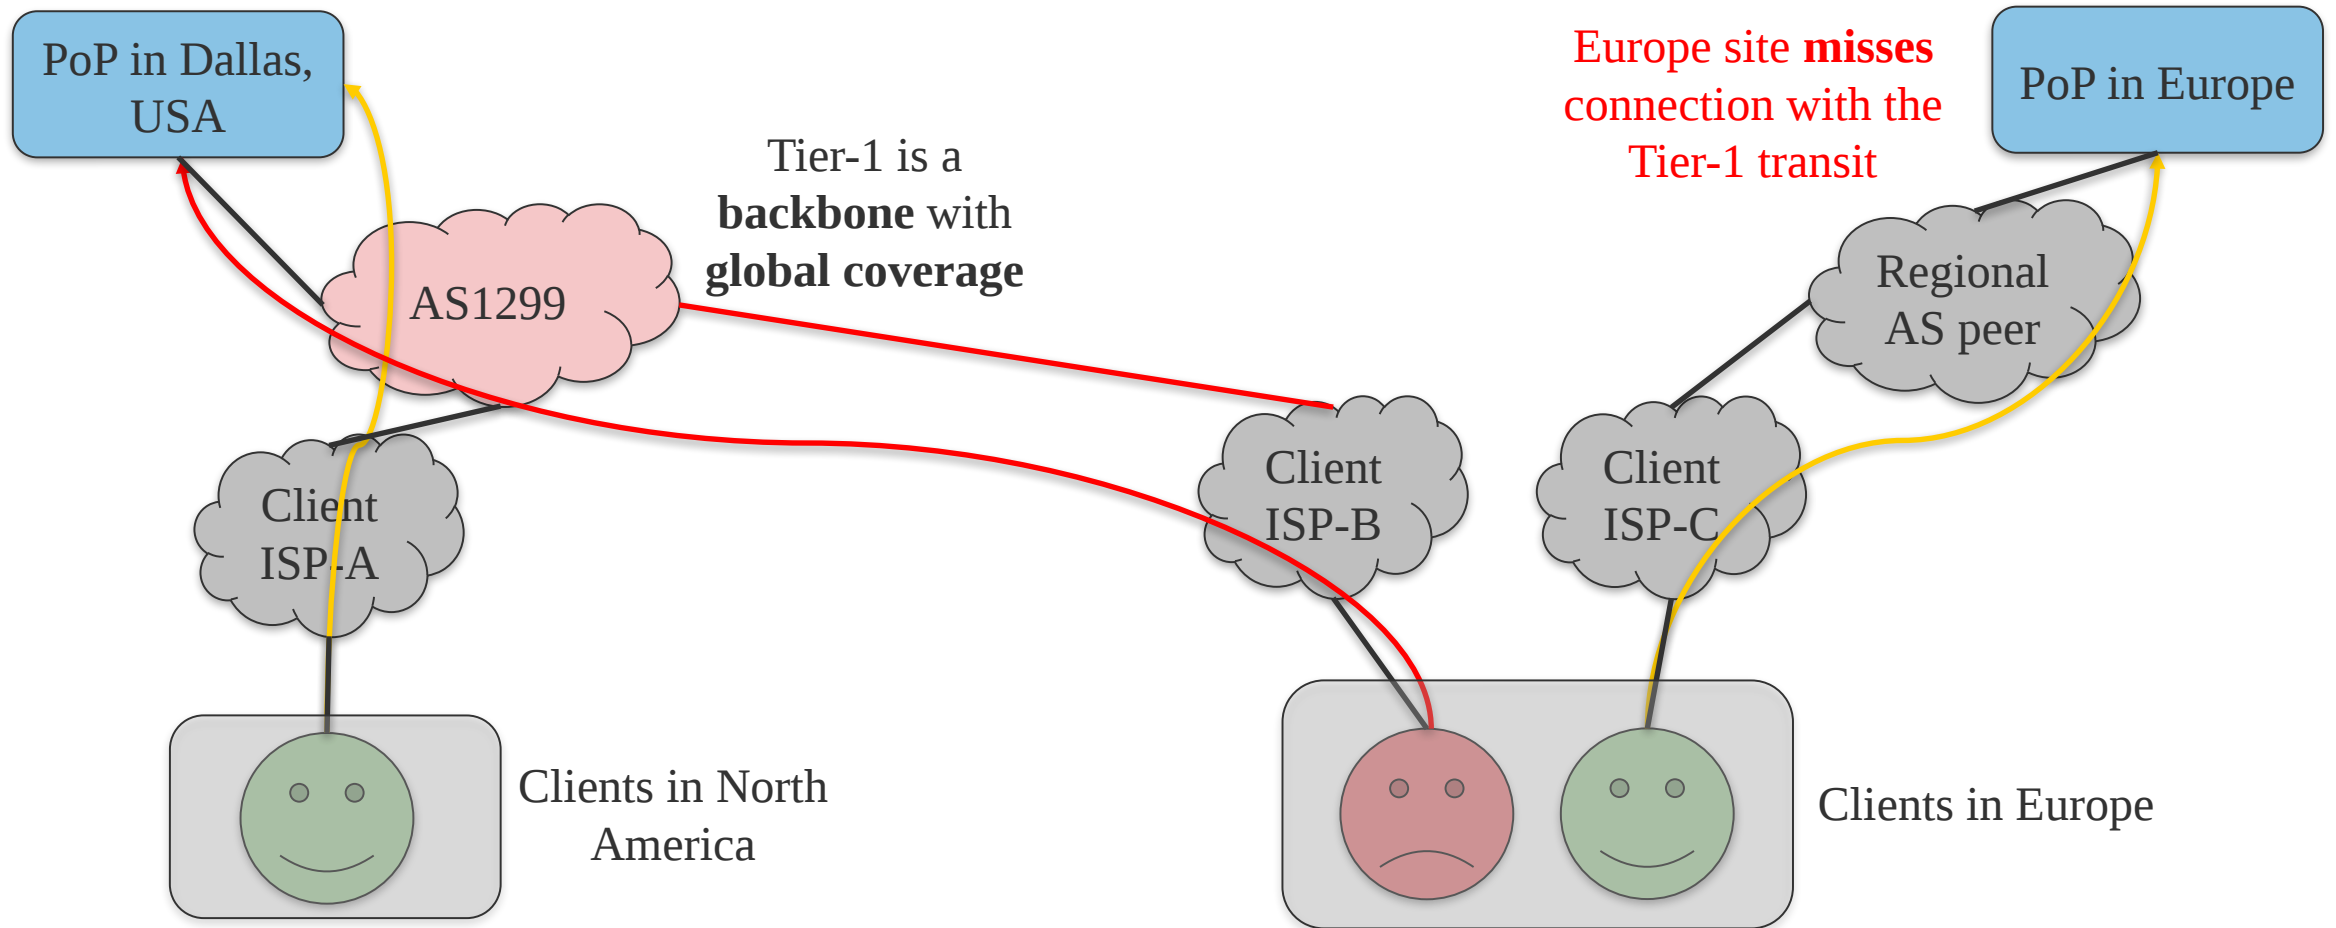 PoP in Dallas,
USA
Tier-1 is a
backbone with
global coverage
Europe site misses
connection with the
Tier-1 transit
PoP in Europe
AS1299
Regional
AS peer
Client
ISP-A
Client
ISP-B
Client
ISP-C
Clients in North
America
Clients in Europe